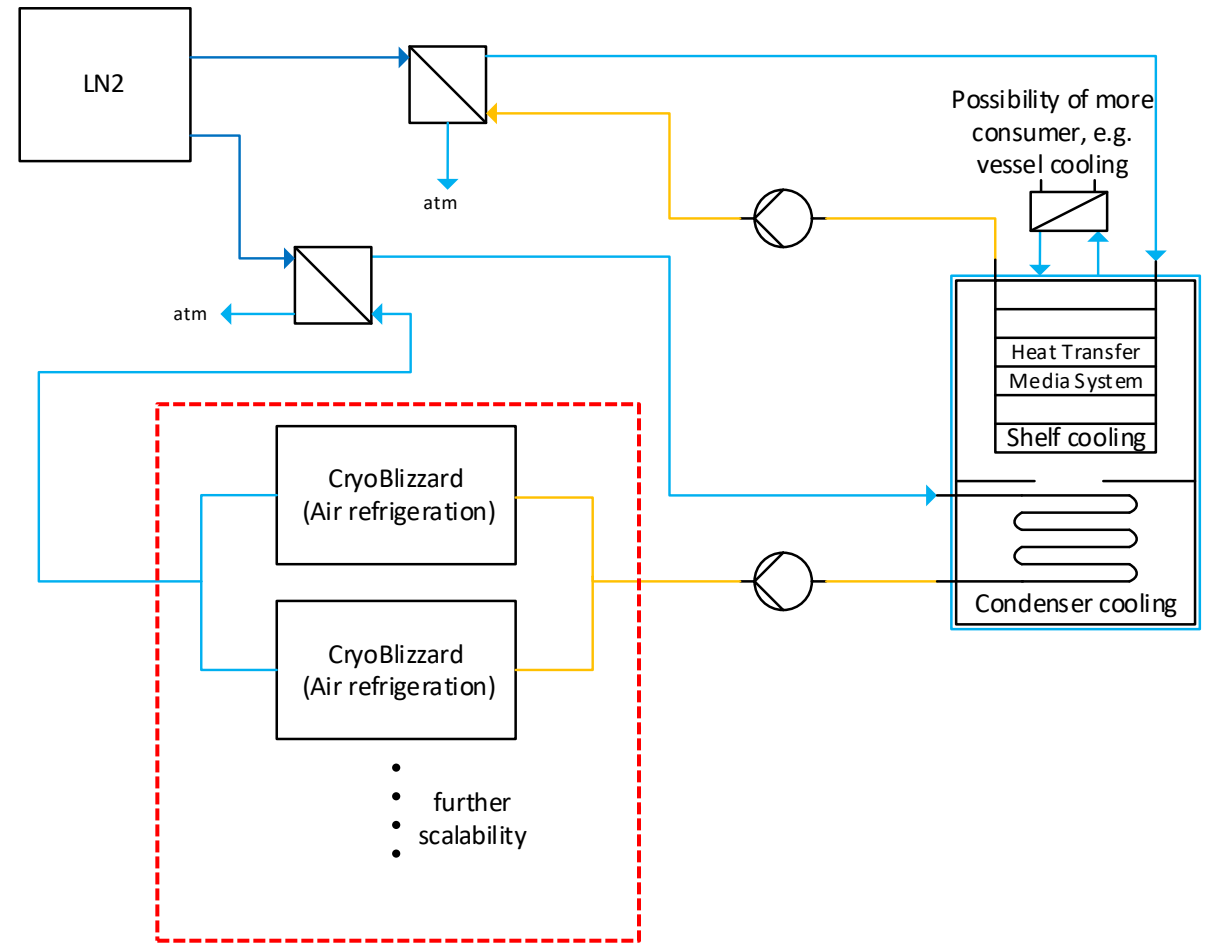 LN2
atm
Possibility of more
consumer, e.g.
vessel cooling
atm
Heat Transfer
Media System
Shelf cooling
CryoBlizzard
(Air refrigeration)
Condenser cooling
CryoBlizzard
(Air refrigeration)
further
scalability